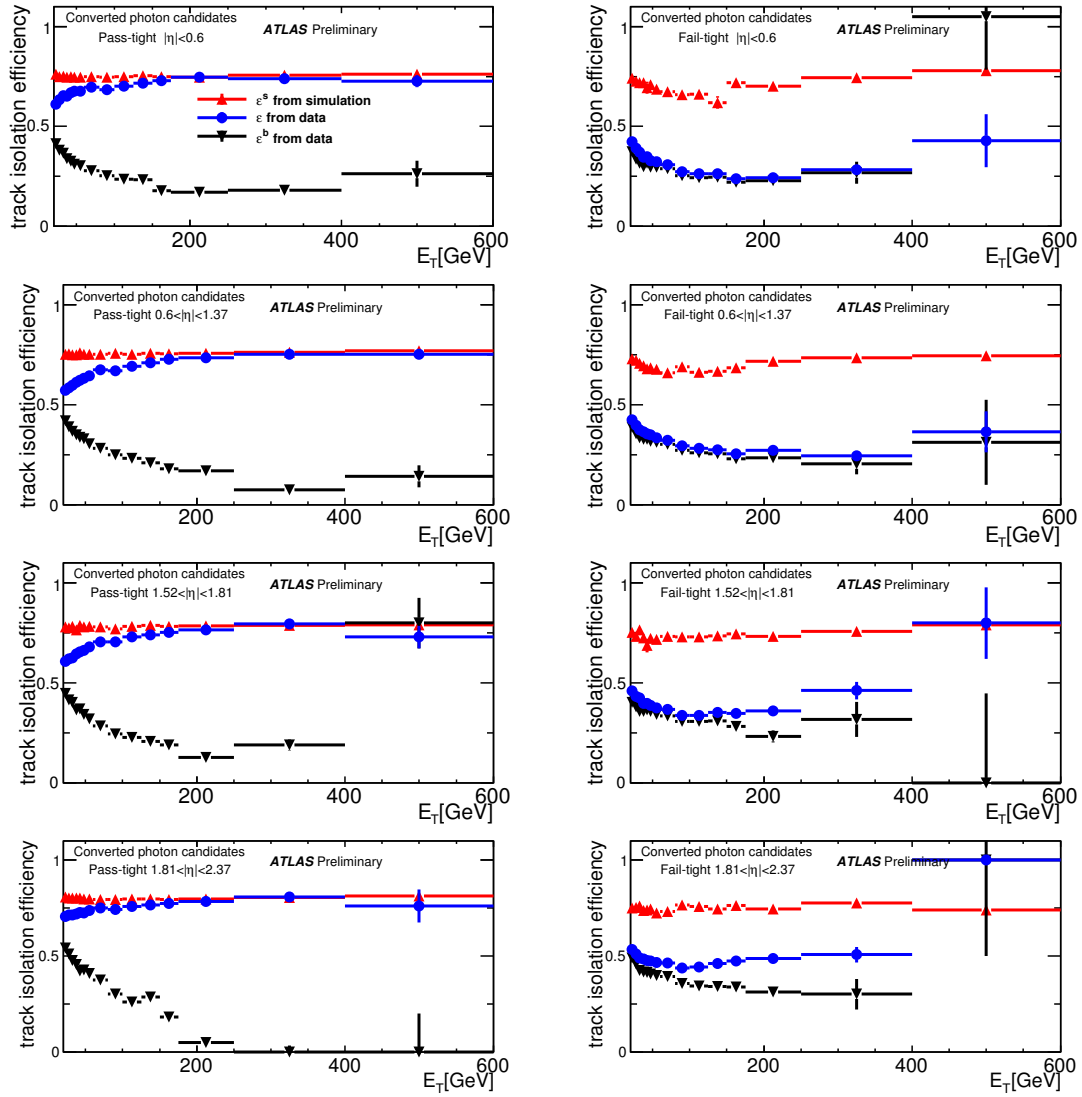 Converted photon candidates
Pass-tight |η|<0.6
ATLAS Preliminary
track isolation efficiency
1
0.5
0
εˢ from simulation
ε from data
εᵇ from data
200 400 600
E_T[GeV]
Converted photon candidates
Fail-tight |η|<0.6
ATLAS Preliminary
track isolation efficiency
1
0.5
0
200 400 600
E_T[GeV]
Converted photon candidates
Pass-tight 0.6<|η|<1.37
ATLAS Preliminary
track isolation efficiency
1
0.5
0
200 400 600
E_T[GeV]
Converted photon candidates
Fail-tight 0.6<|η|<1.37
ATLAS Preliminary
track isolation efficiency
1
0.5
0
200 400 600
E_T[GeV]
Converted photon candidates
Pass-tight 1.52<|η|<1.81
ATLAS Preliminary
track isolation efficiency
1
0.5
0
200 400 600
E_T[GeV]
Converted photon candidates
Fail-tight 1.52<|η|<1.81
ATLAS Preliminary
track isolation efficiency
1
0.5
0
200 400 600
E_T[GeV]
Converted photon candidates
Pass-tight 1.81<|η|<2.37
ATLAS Preliminary
track isolation efficiency
1
0.5
0
200 400 600
E_T[GeV]
Converted photon candidates
Fail-tight 1.81<|η|<2.37
ATLAS Preliminary
track isolation efficiency
1
0.5
0
200 400 600
E_T[GeV]